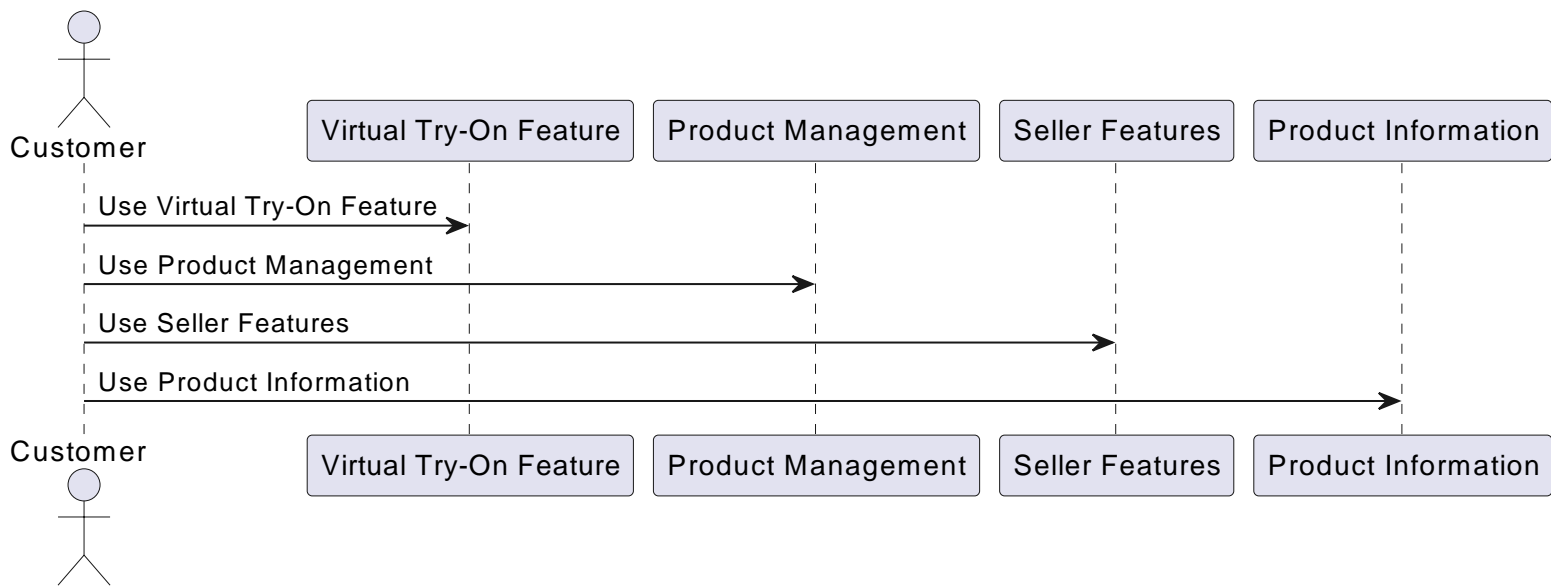 Customer
Virtual Try-On Feature
Product Management
Seller Features
Product Information
Use Virtual Try-On Feature
Use Product Management
Use Seller Features
Use Product Information
Customer
Virtual Try-On Feature
Product Management
Seller Features
Product Information